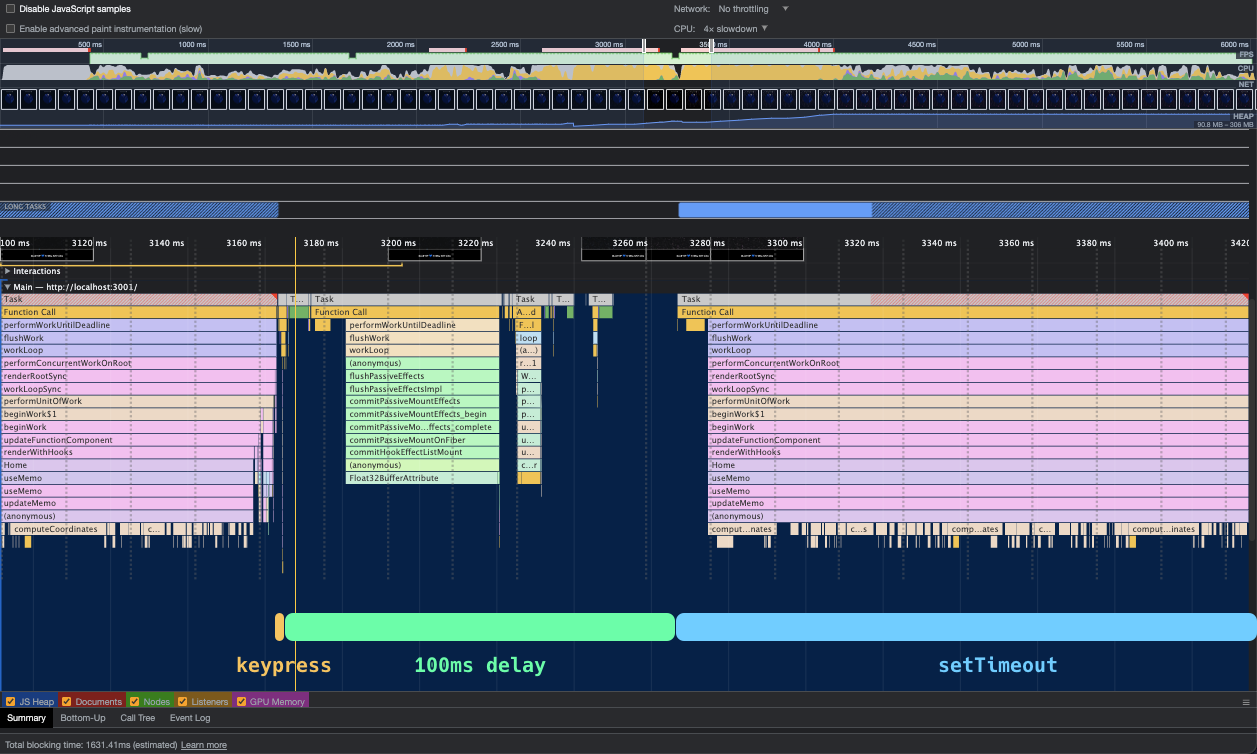 Disable JavaScript samples
Network: No throttling
Enable advanced paint instrumentation (slow)
CPU: 4x slowdown
500 ms 1000 ms 1500 ms 2000 ms 2500 ms 3000 ms 3500 ms 4000 ms 4500 ms 5000 ms 5500 ms 6000 ms
FPS
CPU
NET
HEAP
90.8 MB – 306 MB
LONG TASKS
100 ms 3120 ms 3140 ms 3160 ms 3180 ms 3200 ms 3220 ms 3240 ms 3260 ms 3280 ms 3300 ms 3320 ms 3340 ms 3360 ms 3380 ms 3400 ms 3420
Interactions
Main — http://localhost:3001/
Task T... Task Task T... T... Task
Function Call Function Call A...d Function Call
performWorkUntilDeadline performWorkUntilDeadline F...l performWorkUntilDeadline
flushWork flushWork loop flushWork
workLoop workLoop (a...) workLoop
performConcurrentWorkOnRoot (anonymous) r...1 performConcurrentWorkOnRoot
renderRootSync flushPassiveEffects W... renderRootSync
workLoopSync flushPassiveEffectsImpl p... workLoopSync
performUnitOfWork commitPassiveMountEffects p... performUnitOfWork
beginWork$1 commitPassiveMountEffects_begin p... beginWork$1
beginWork commitPassiveMo...ffects_complete u... beginWork
updateFunctionComponent commitPassiveMountOnFiber u... updateFunctionComponent
renderWithHooks commitHookEffectListMount u... renderWithHooks
Home (anonymous) c...r Home
useMemo Float32BufferAttribute useMemo
useMemo useMemo
updateMemo updateMemo
(anonymous) (anonymous)
computeCoordinates c... comput...nates c...s comp...ates c... comput...inates
keypress 100ms delay setTimeout
JS Heap Documents Nodes Listeners GPU Memory
Summary Bottom-Up Call Tree Event Log
Total blocking time: 1631.41ms (estimated) Learn more